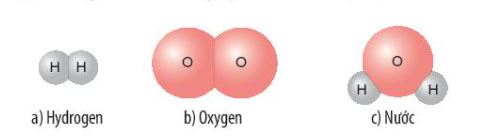 H H
O O
O
H H
a) Hydrogen b) Oxygen c) Nước